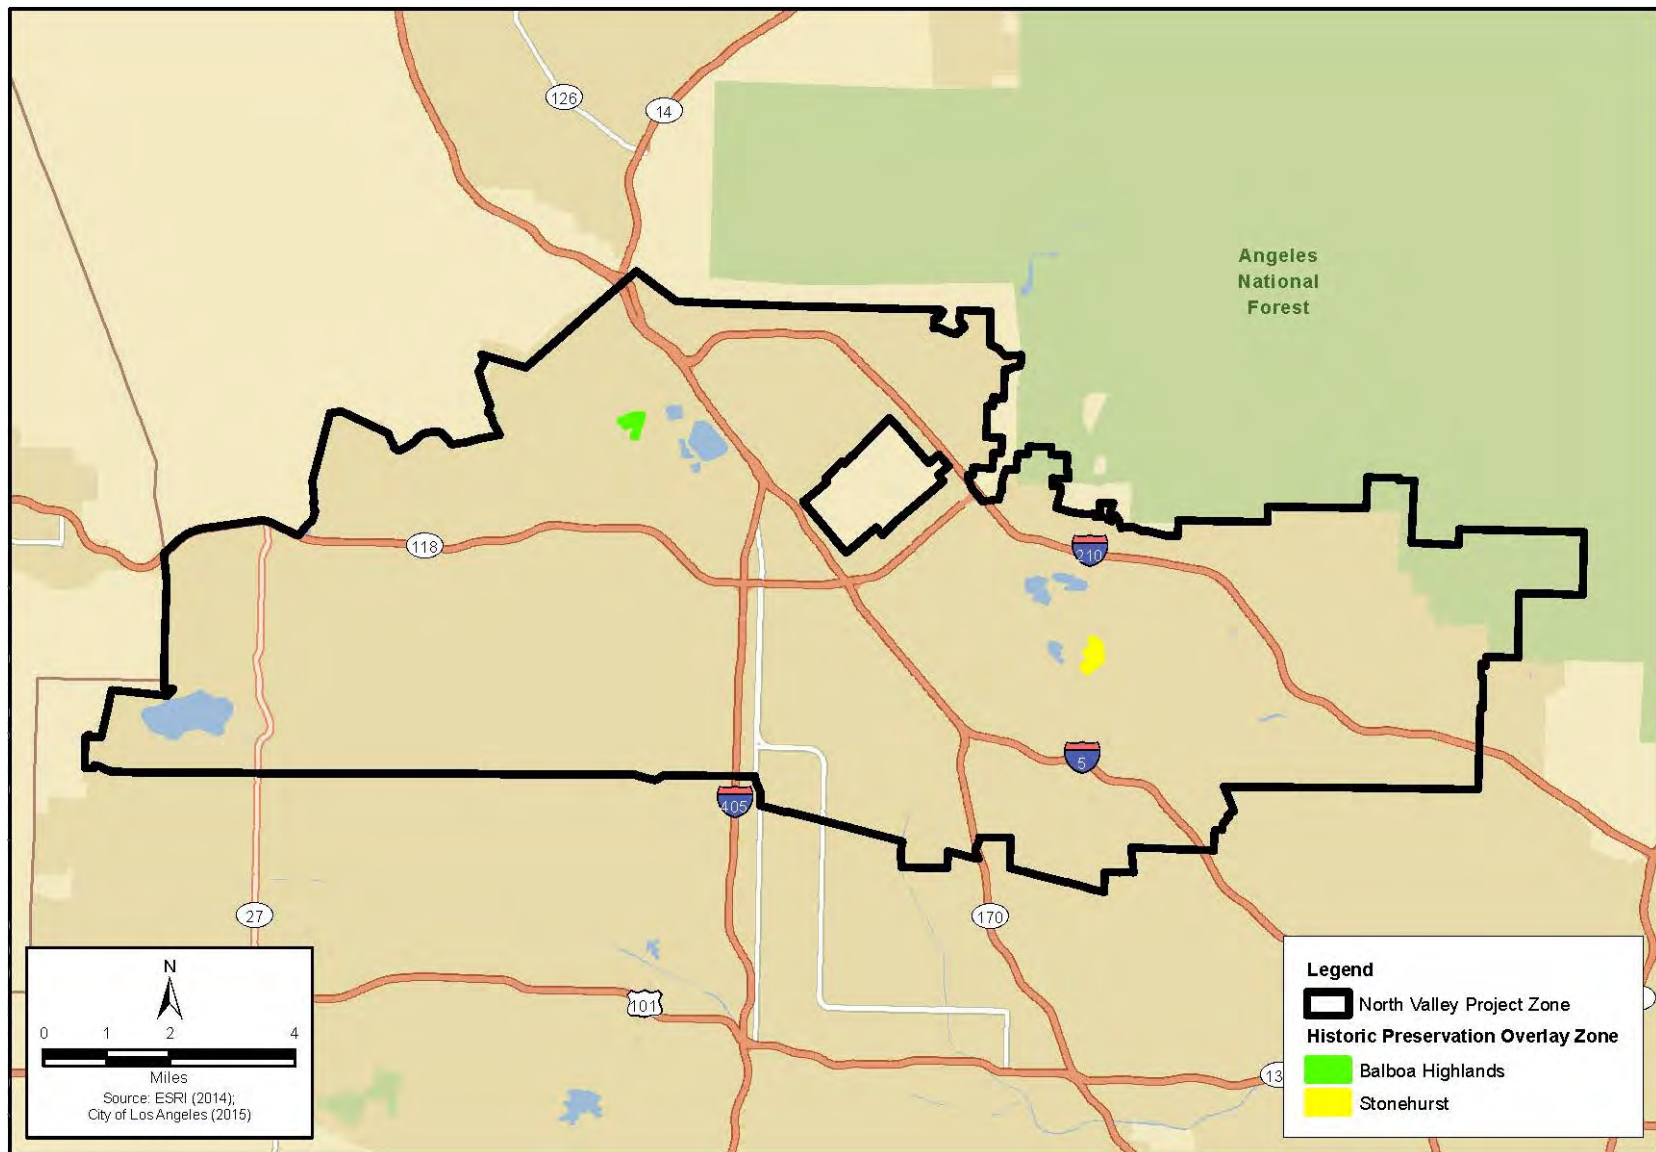 126
14
Angeles
National
Forest
118
210
5
405
27
170
101
13
N
0 1 2 4
Miles
Source: ESRI (2014);
City of Los Angeles (2015)
Legend
North Valley Project Zone
Historic Preservation Overlay Zone
Balboa Highlands
Stonehurst